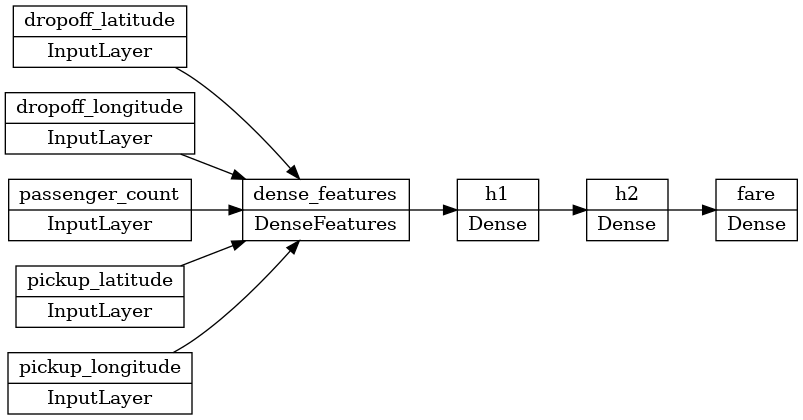 dropoff_latitude
InputLayer
dropoff_longitude
InputLayer
passenger_count
InputLayer
pickup_latitude
InputLayer
pickup_longitude
InputLayer
dense_features
DenseFeatures
h1
Dense
h2
Dense
fare
Dense